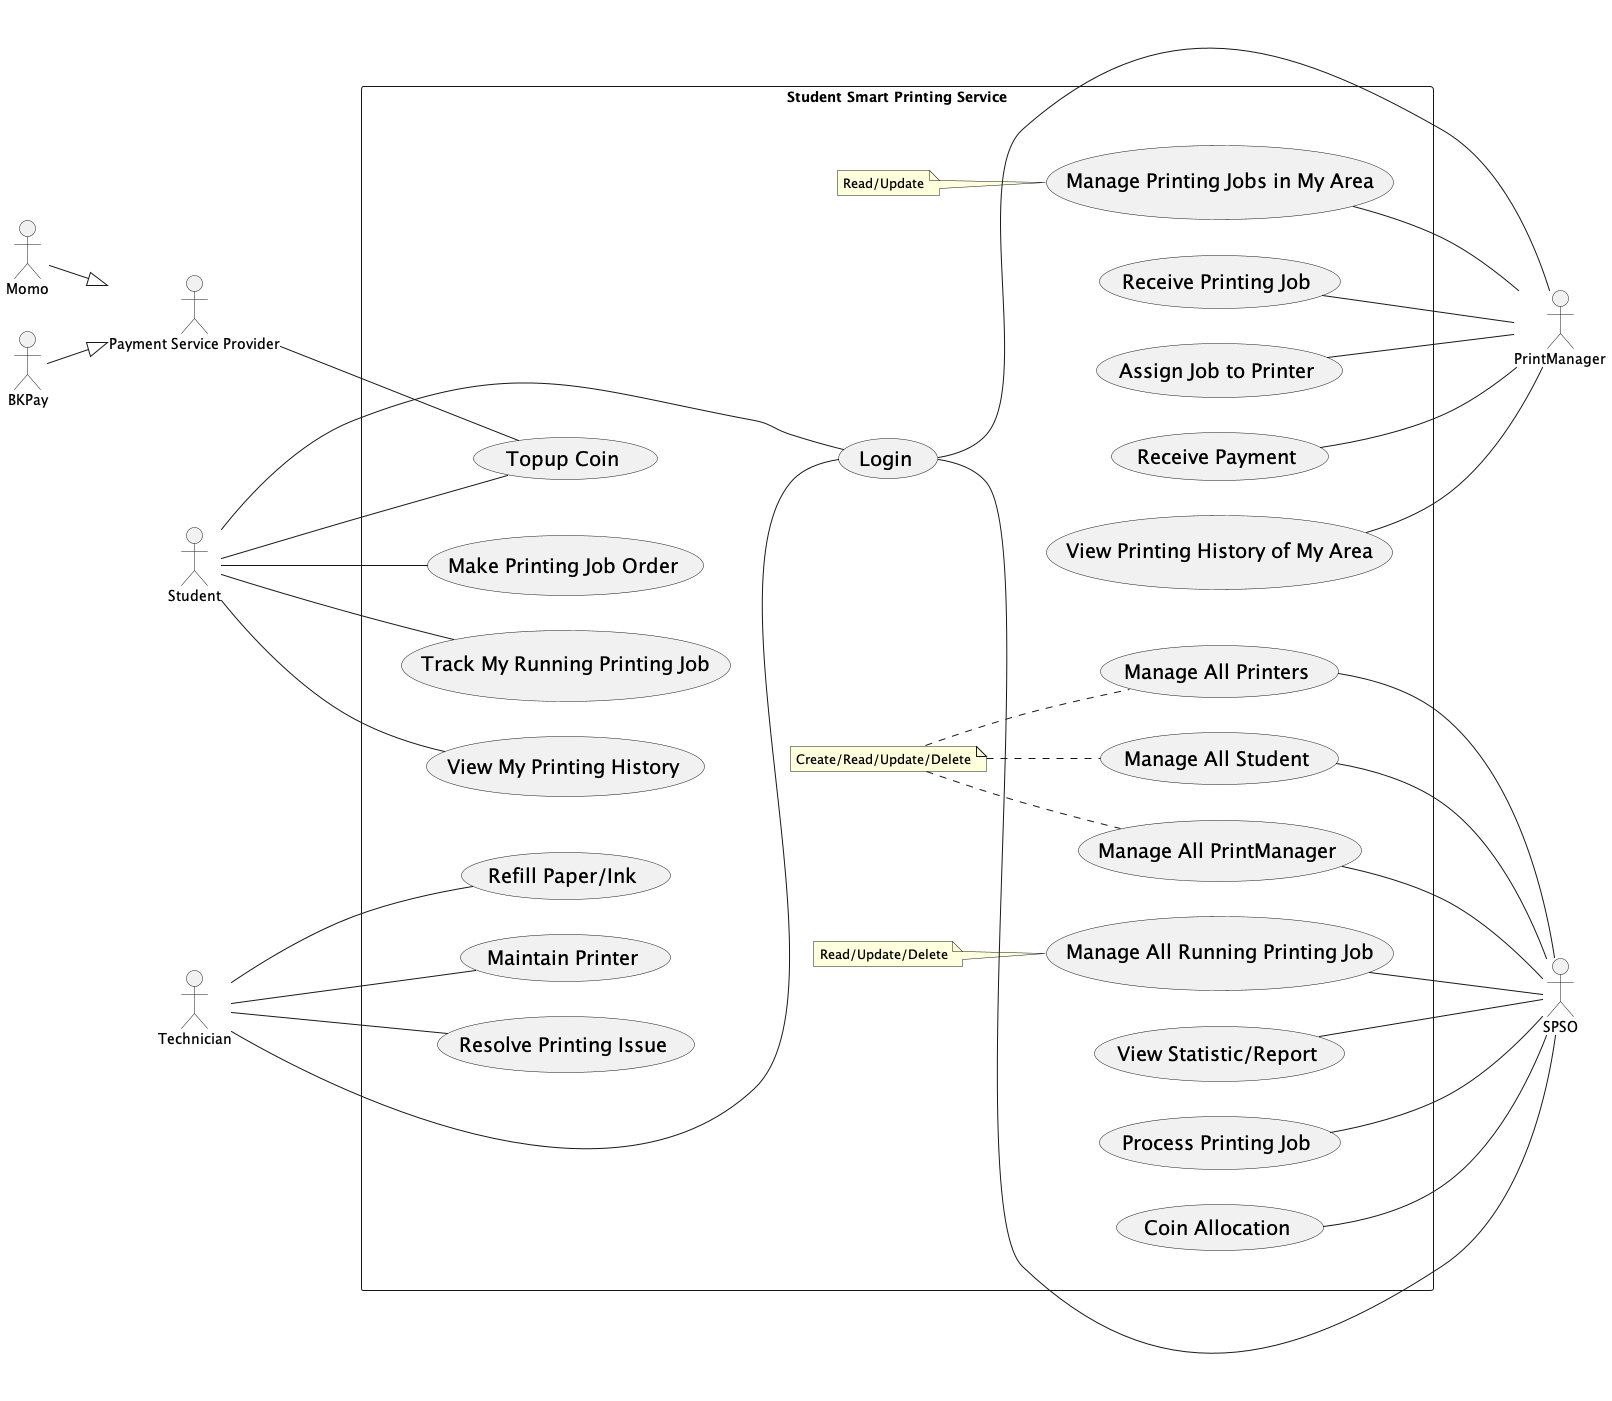 Student Smart Printing Service
Read/Update
Manage Printing Jobs in My Area
Momo
Receive Printing Job
Payment Service Provider
PrintManager
Assign Job to Printer
BKPay
Topup Coin
Login
Receive Payment
View Printing History of My Area
Make Printing Job Order
Student
Track My Running Printing Job
Manage All Printers
View My Printing History
Create/Read/Update/Delete
Manage All Student
Manage All PrintManager
Refill Paper/Ink
Maintain Printer
Read/Update/Delete
Manage All Running Printing Job
Technician
Resolve Printing Issue
SPSO
View Statistic/Report
Process Printing Job
Coin Allocation